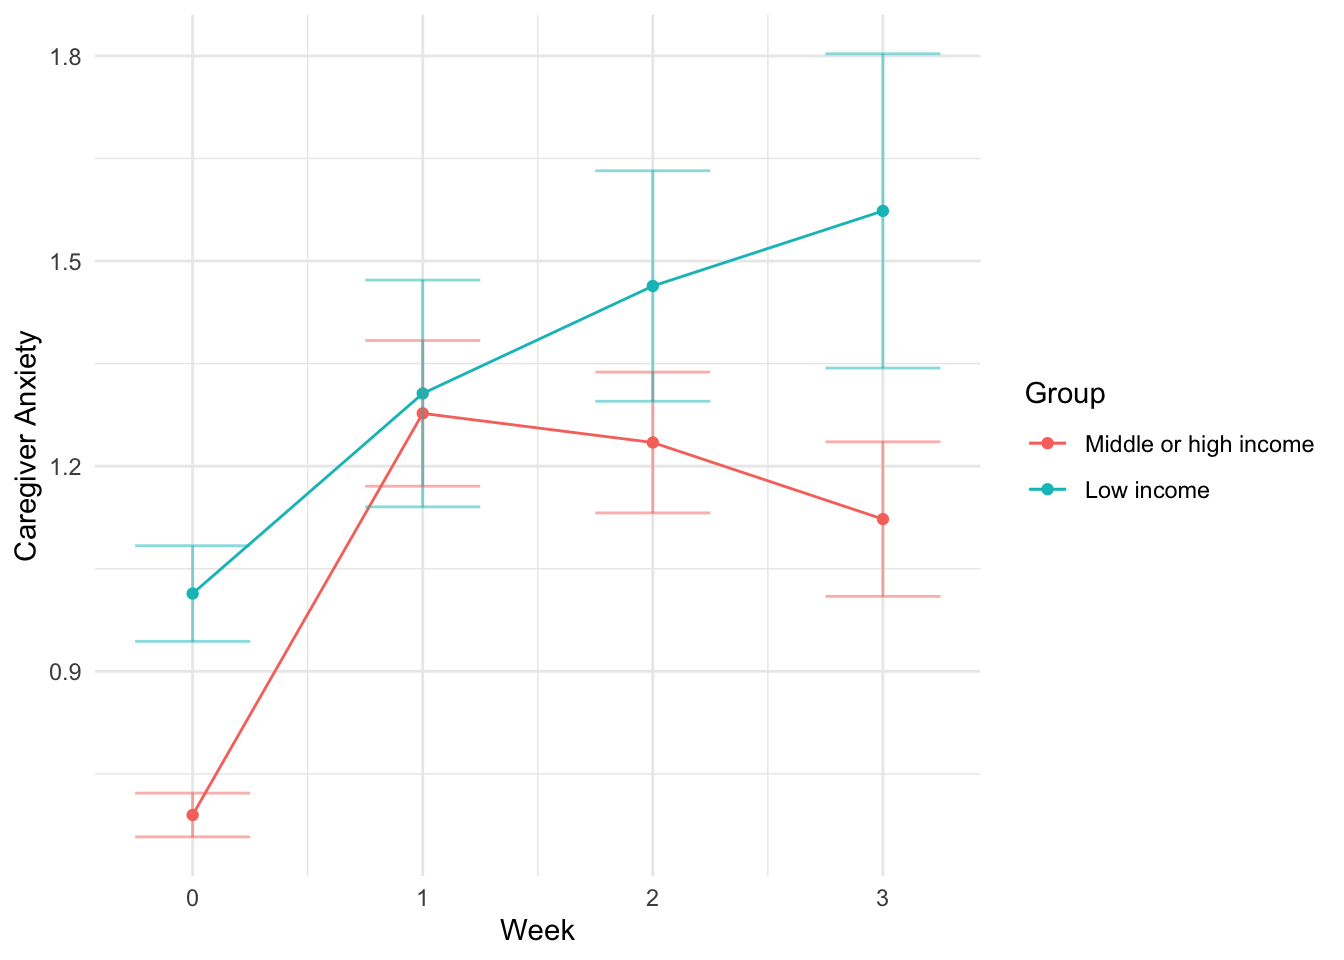 1.8
1.5
1.2
0.9
Caregiver Anxiety
0 1 2 3
Week
Group
Middle or high income
Low income